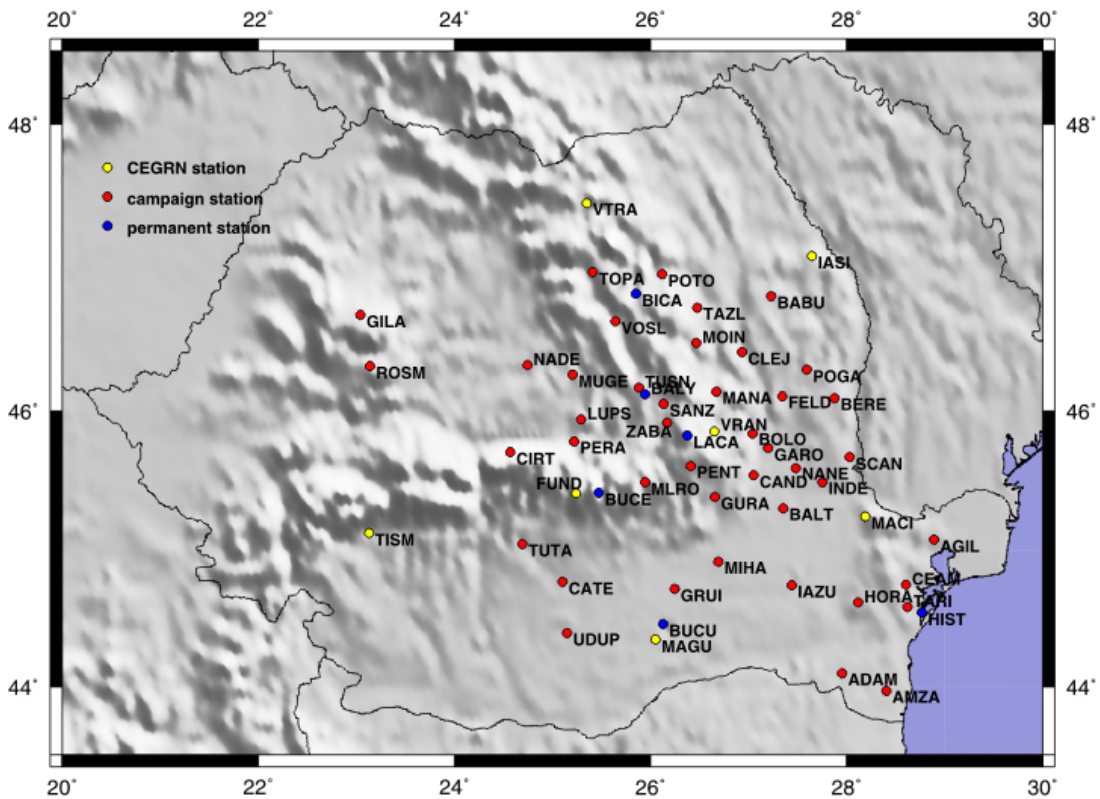 20° 22° 24° 26° 28° 30°
48° 48°
CEGRN station
campaign station
permanent station
VTRA
IASI
TOPA POTO
BICA BABU
TAZL
GILA VOSL
MOIN
NADE CLEJ
ROSM MUGE TUSN POGA
BALY
MANA FELD BERE
46° 46°
LUPS SANZ
ZABA VRAN
LACA BOLO
PERA GARO
CIRT SCAN
PENT NANE
FUND CAND
MLRO INDE
BUCE GURA
BALT
MACI
TISM AGIL
TUTA
MIHA
CATE CEAM
GRUI IAZU HORA TARI
HIST
BUCU
UDUP MAGU
ADAM
44° 44°
AMZA
20° 22° 24° 26° 28° 30°